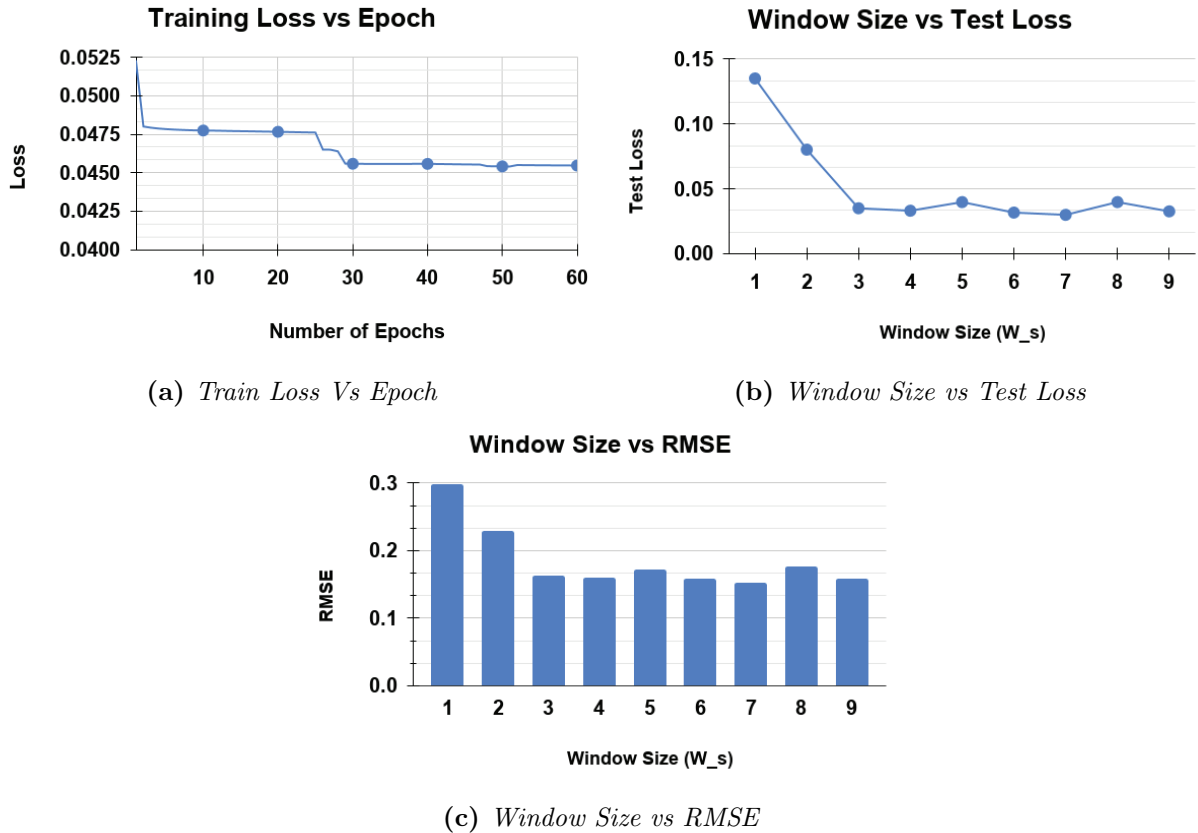 Training Loss vs Epoch
0.0525
0.0500
0.0475
0.0450
0.0425
0.0400
Loss
10 20 30 40 50 60
Number of Epochs
(a) Train Loss Vs Epoch
Window Size vs Test Loss
0.15
0.10
0.05
0.00
Test Loss
1 2 3 4 5 6 7 8 9
Window Size (W_s)
(b) Window Size vs Test Loss
Window Size vs RMSE
0.3
0.2
0.1
0.0
RMSE
1 2 3 4 5 6 7 8 9
Window Size (W_s)
(c) Window Size vs RMSE